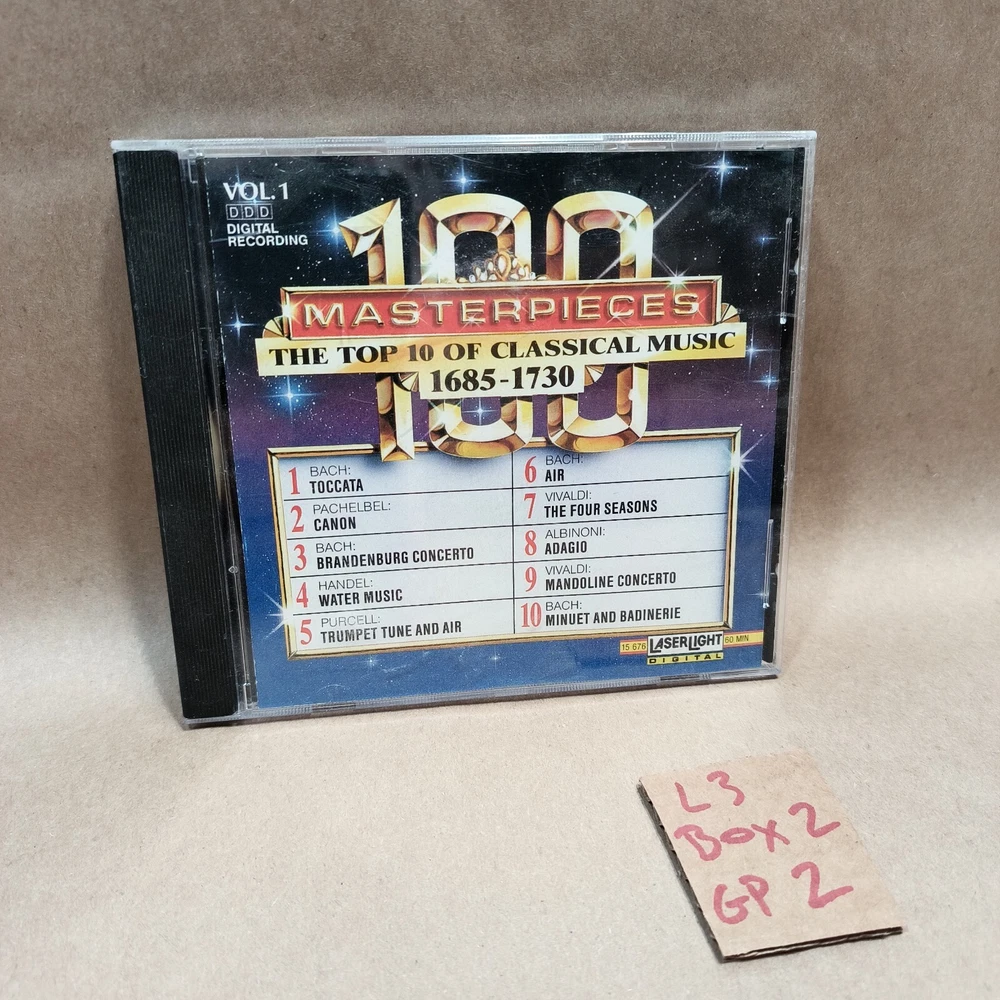 VOL. 1
DDD
DIGITAL
RECORDING
100
MASTERPIECES
THE TOP 10 OF CLASSICAL MUSIC
1685-1730
1 BACH:
TOCCATA
2 PACHELBEL:
CANON
3 BACH:
BRANDENBURG CONCERTO
4 HANDEL:
WATER MUSIC
5 PURCELL:
TRUMPET TUNE AND AIR
6 BACH:
AIR
7 VIVALDI:
THE FOUR SEASONS
8 ALBINONI:
ADAGIO
9 VIVALDI:
MANDOLINE CONCERTO
10 BACH:
MINUET AND BADINERIE
15 676 LASERLIGHT 60 MIN
DIGITAL
L3
BOX 2
GP 2